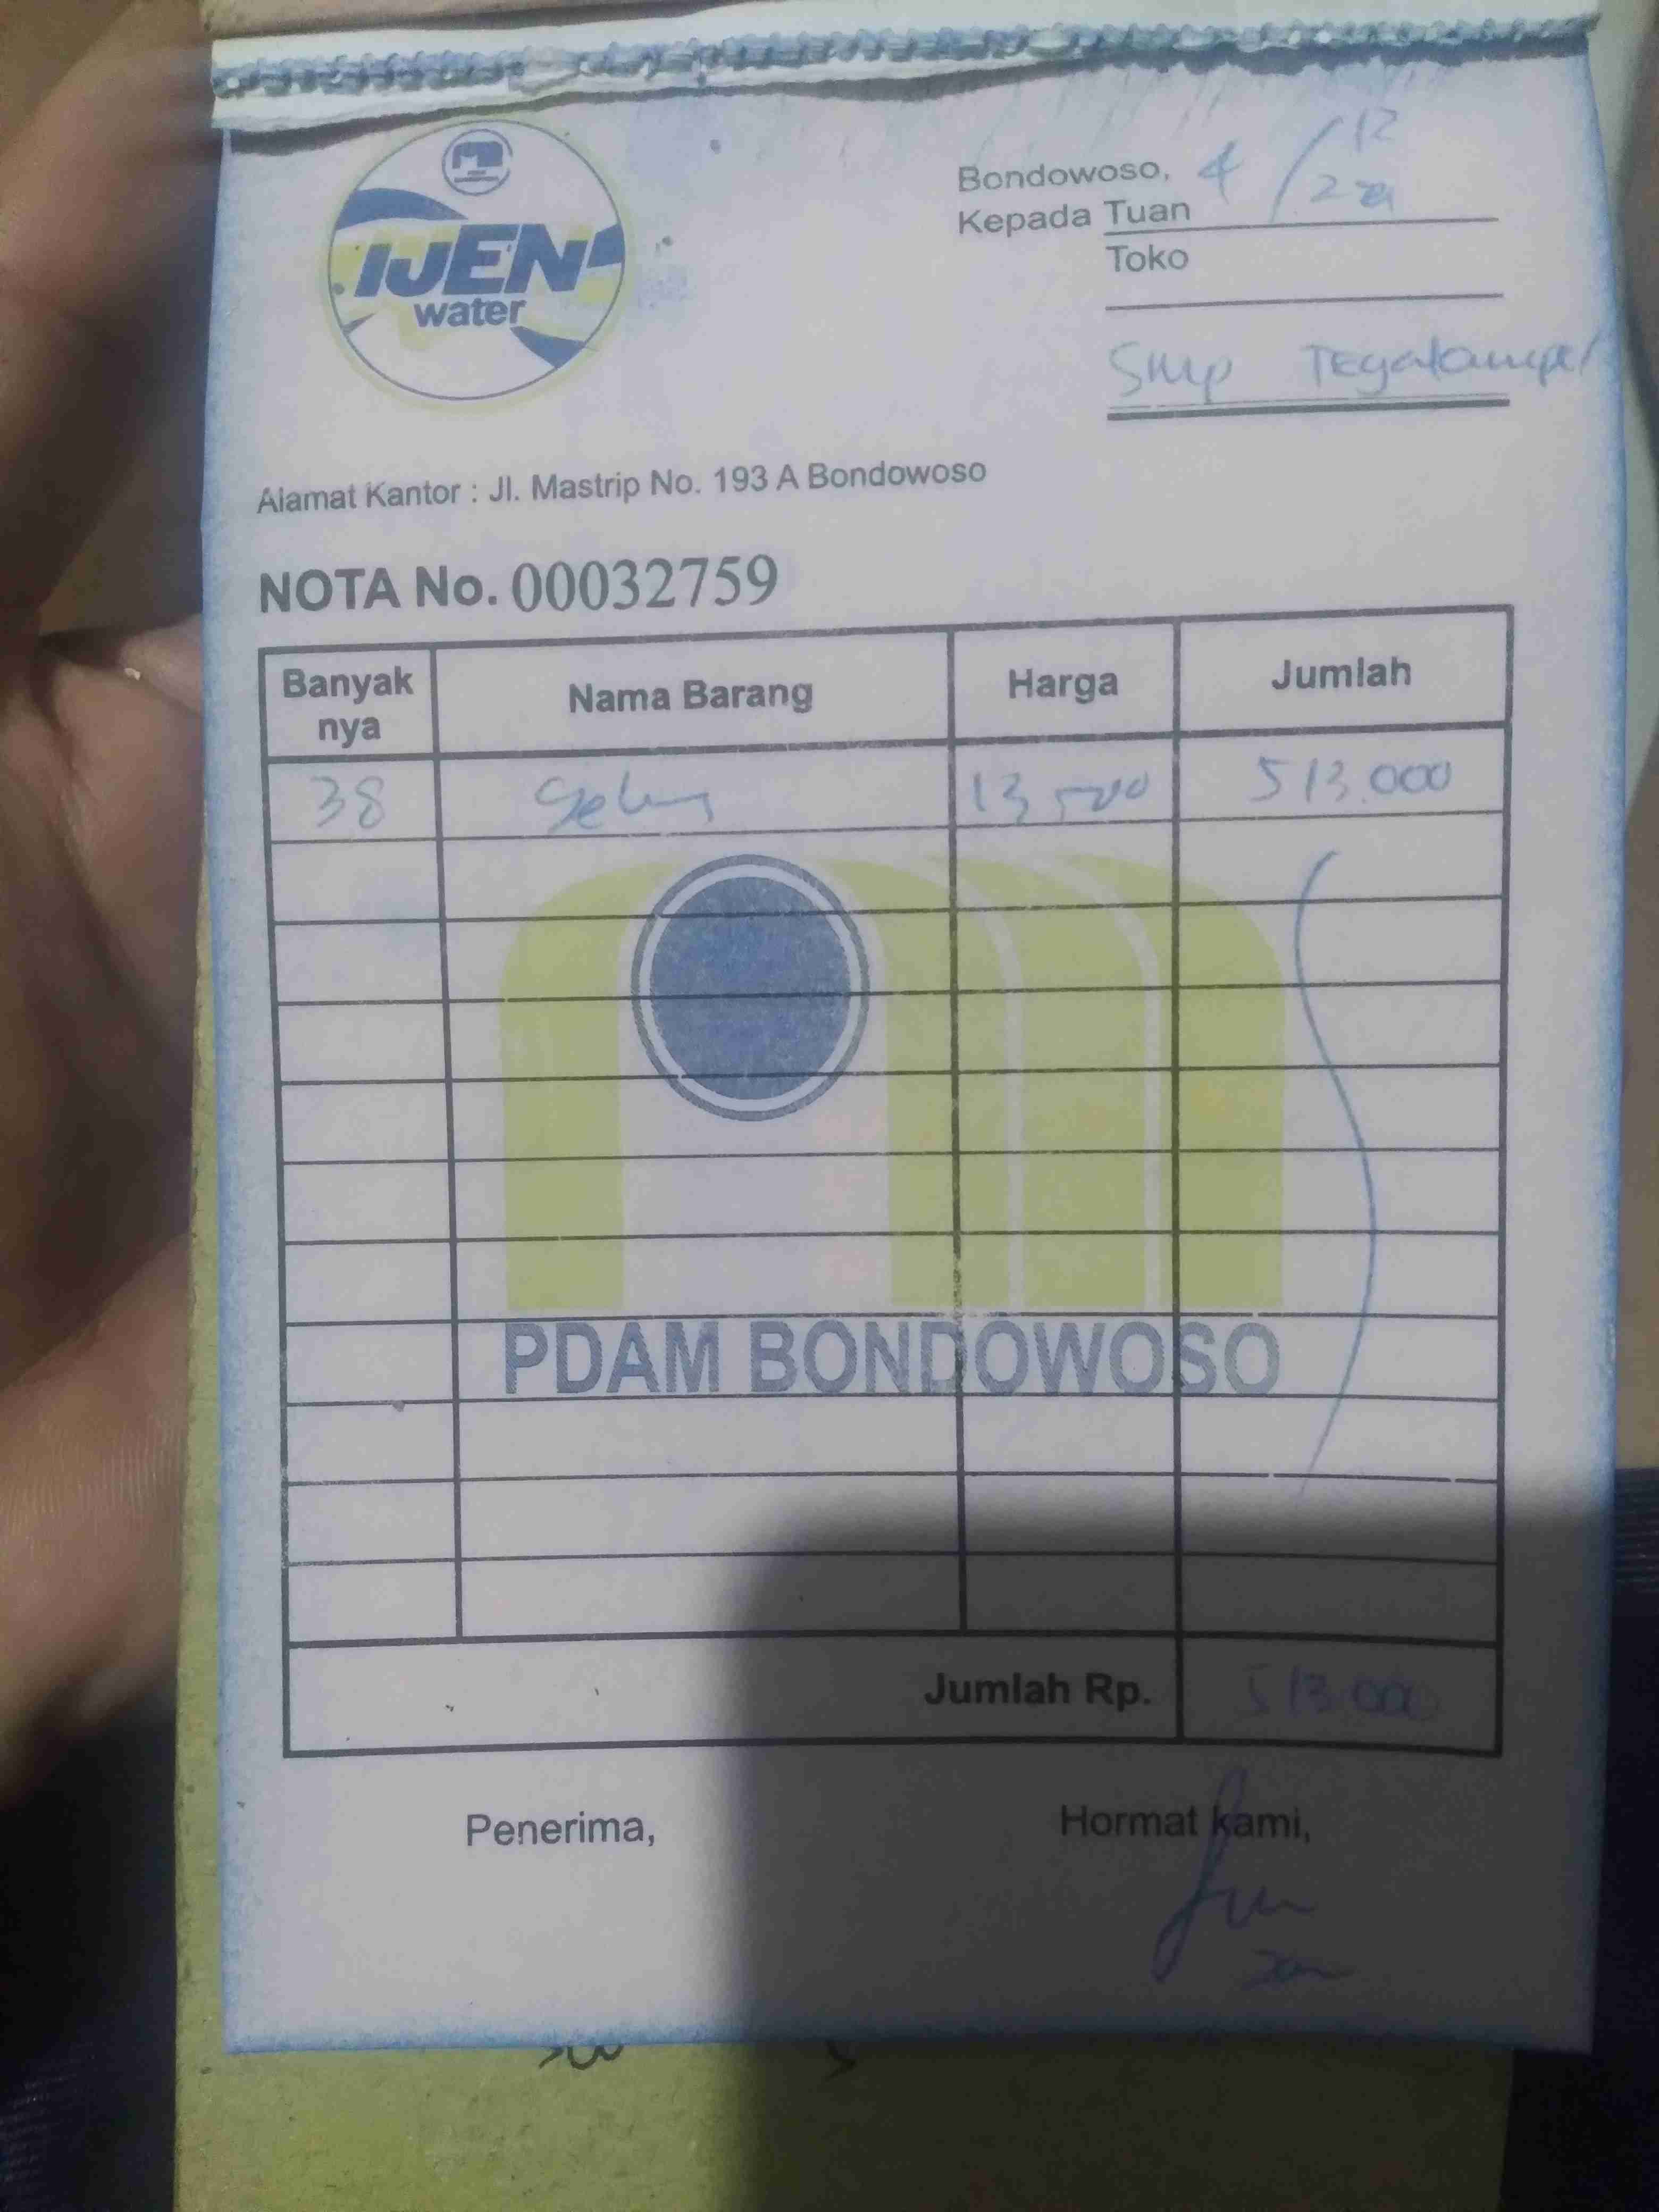 IJEN
water
Bondowoso, 4/12
Kepada Tuan
Toko
Smp Tegalampel
Alamat Kantor : Jl. Mastrip No. 193 A Bondowoso
NOTA No. 00032759
Banyak nya Nama Barang Harga Jumlah
38 13.500 513.000
PDAM BONDOWOSO
Jumlah Rp. 513.000
Penerima, Hormat kami,